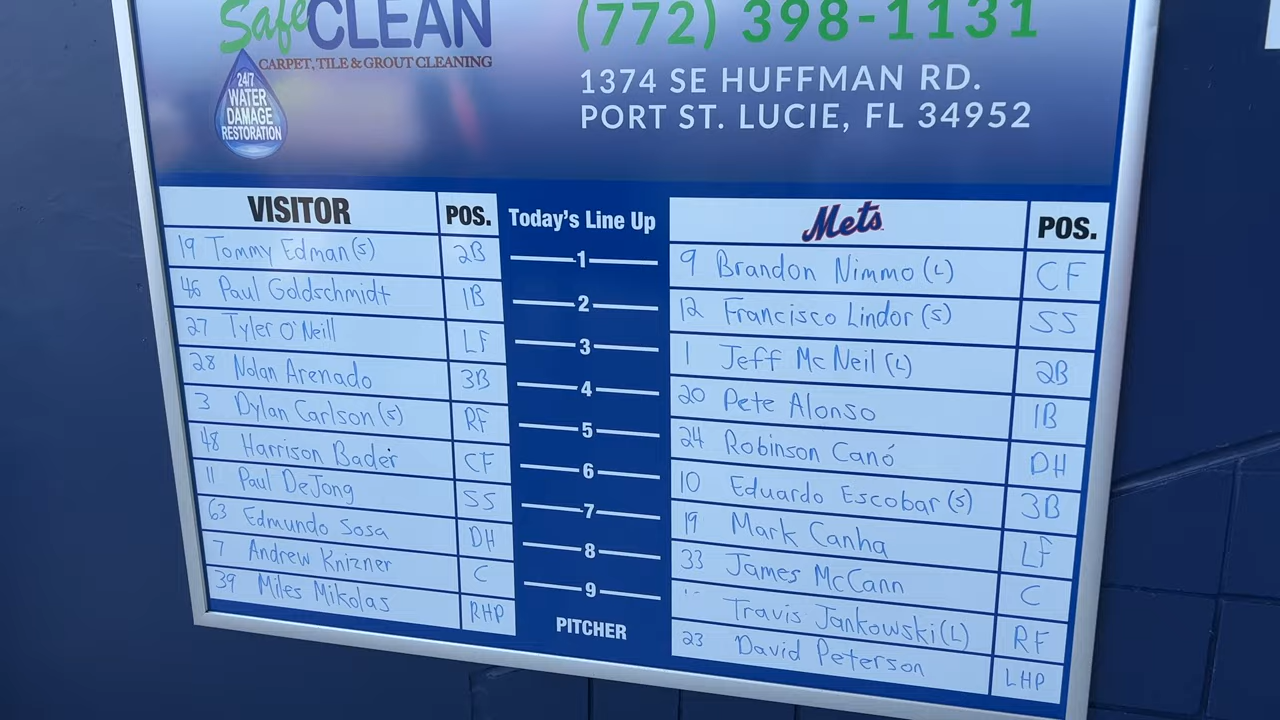 SafeCLEAN
CARPET, TILE & GROUT CLEANING
24/7
WATER
DAMAGE
RESTORATION
(772) 398-1131
1374 SE HUFFMAN RD.
PORT ST. LUCIE, FL 34952
VISITOR POS. Today's Line Up Mets POS.
19 Tommy Edman (S) 2B 1 9 Brandon Nimmo (L) CF
46 Paul Goldschmidt 1B 2 12 Francisco Lindor (S) SS
27 Tyler O'Neill LF 3 1 Jeff McNeil (L) 2B
28 Nolan Arenado 3B 4 20 Pete Alonso 1B
3 Dylan Carlson (S) RF 5 24 Robinson Canó DH
48 Harrison Bader CF 6 10 Eduardo Escobar (S) 3B
11 Paul DeJong SS 7 19 Mark Canha LF
63 Edmundo Sosa DH 8 33 James McCann C
7 Andrew Knizner C 9 Travis Jankowski (L) RF
39 Miles Mikolas RHP PITCHER 23 David Peterson LHP